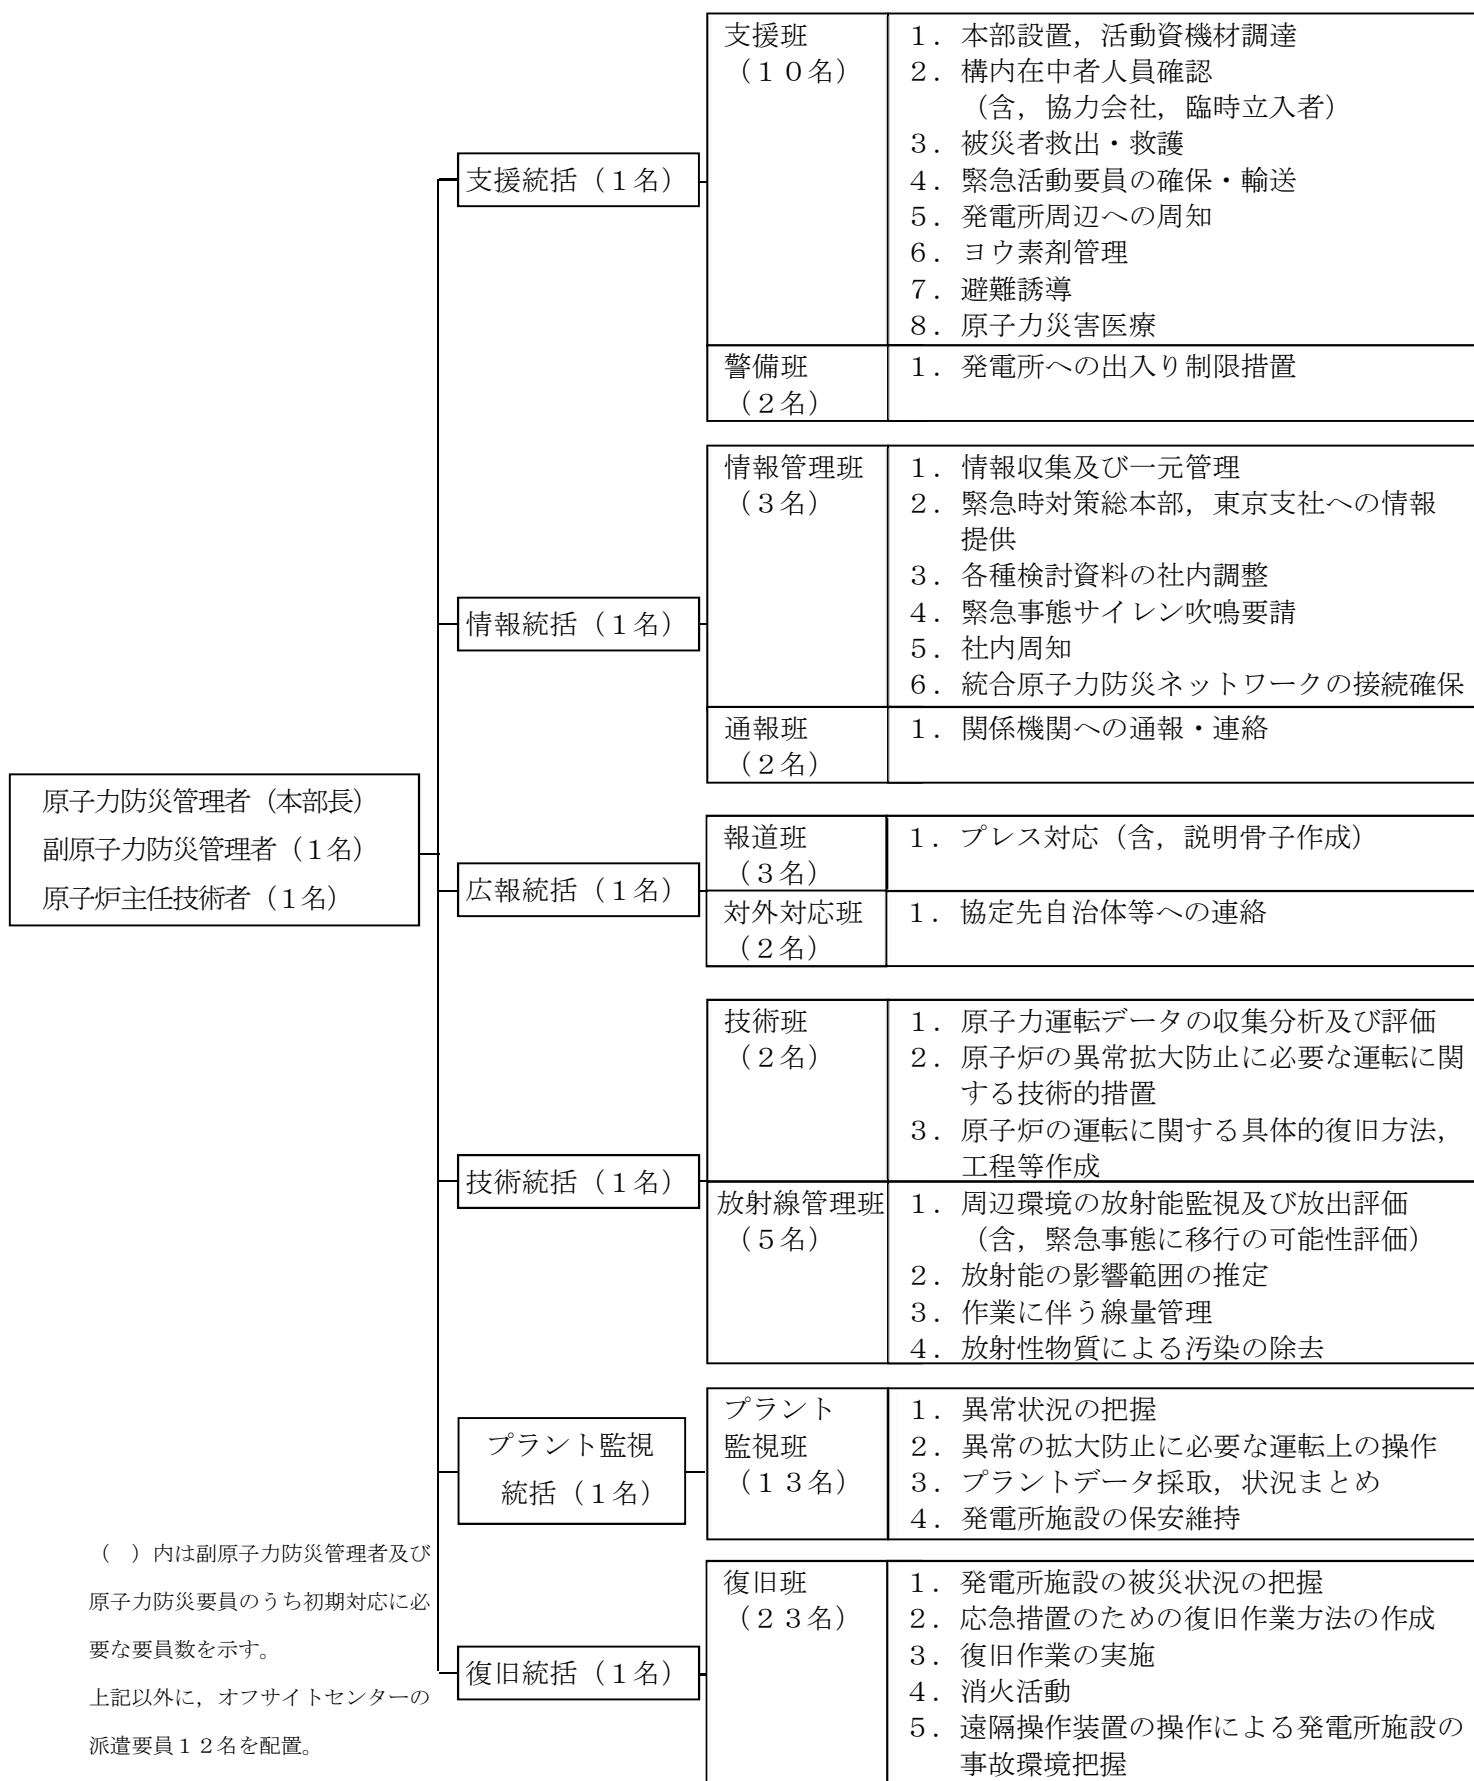 原子力防災管理者（本部長）
副原子力防災管理者（１名）
原子炉主任技術者（１名）
支援統括（１名）
支援班
（１０名）
１．本部設置，活動資機材調達
２．構内在中者人員確認
（含，協力会社，臨時立入者）
３．被災者救出・救護
４．緊急活動要員の確保・輸送
５．発電所周辺への周知
６．ヨウ素剤管理
７．避難誘導
８．原子力災害医療
警備班
（２名）
１．発電所への出入り制限措置
情報統括（１名）
情報管理班
（３名）
１．情報収集及び一元管理
２．緊急時対策総本部，東京支社への情報
提供
３．各種検討資料の社内調整
４．緊急事態サイレン吹鳴要請
５．社内周知
６．統合原子力防災ネットワークの接続確保
通報班
（２名）
１．関係機関への通報・連絡
広報統括（１名）
報道班
（３名）
１．プレス対応（含，説明骨子作成）
対外対応班
（２名）
１．協定先自治体等への連絡
技術統括（１名）
技術班
（２名）
１．原子力運転データの収集分析及び評価
２．原子炉の異常拡大防止に必要な運転に関
する技術的措置
３．原子炉の運転に関する具体的復旧方法，
工程等作成
放射線管理班
（５名）
１．周辺環境の放射能監視及び放出評価
（含，緊急事態に移行の可能性評価）
２．放射能の影響範囲の推定
３．作業に伴う線量管理
４．放射性物質による汚染の除去
プラント監視
統括（１名）
プラント
監視班
（１３名）
１．異常状況の把握
２．異常の拡大防止に必要な運転上の操作
３．プラントデータ採取，状況まとめ
４．発電所施設の保安維持
復旧統括（１名）
復旧班
（２３名）
１．発電所施設の被災状況の把握
２．応急措置のための復旧作業方法の作成
３．復旧作業の実施
４．消火活動
５．遠隔操作装置の操作による発電所施設の
事故環境把握
（　）内は副原子力防災管理者及び
原子力防災要員のうち初期対応に必
要な要員数を示す。
上記以外に，オフサイトセンターの
派遣要員１２名を配置。